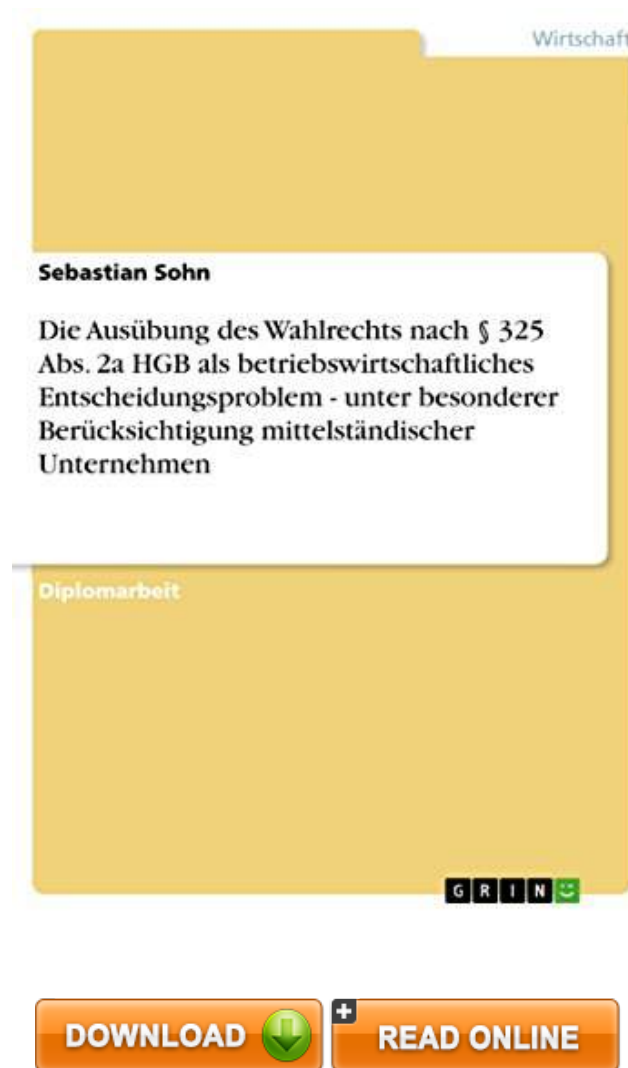 Wirtschaft
Sebastian Sohn
Die Ausübung des Wahlrechts nach § 325
Abs. 2a HGB als betriebswirtschaftliches
Entscheidungsproblem - unter besonderer
Berücksichtigung mittelständischer
Unternehmen
Diplomarbeit
GRIN
DOWNLOAD
READ ONLINE